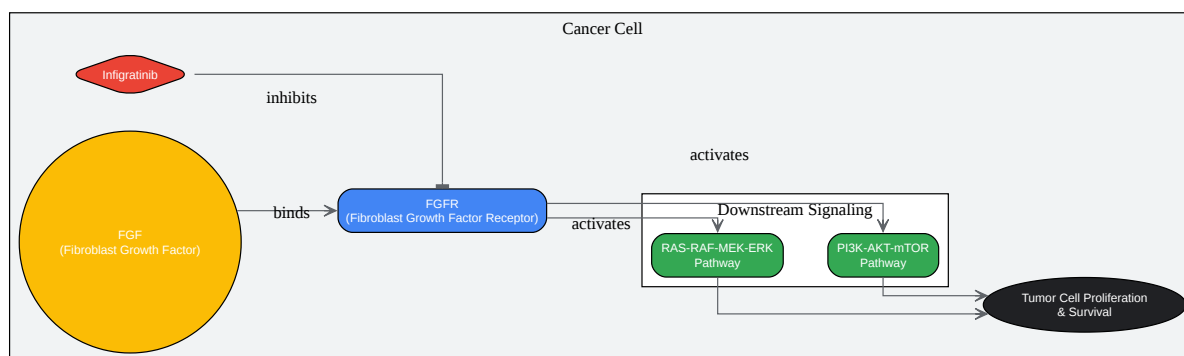 Cancer Cell
Infigratinib
inhibits
activates
FGF
(Fibroblast Growth Factor)
binds
FGFR
(Fibroblast Growth Factor Receptor)
activates
Downstream Signaling
RAS-RAF-MEK-ERK
Pathway
PI3K-AKT-mTOR
Pathway
Tumor Cell Proliferation
& Survival